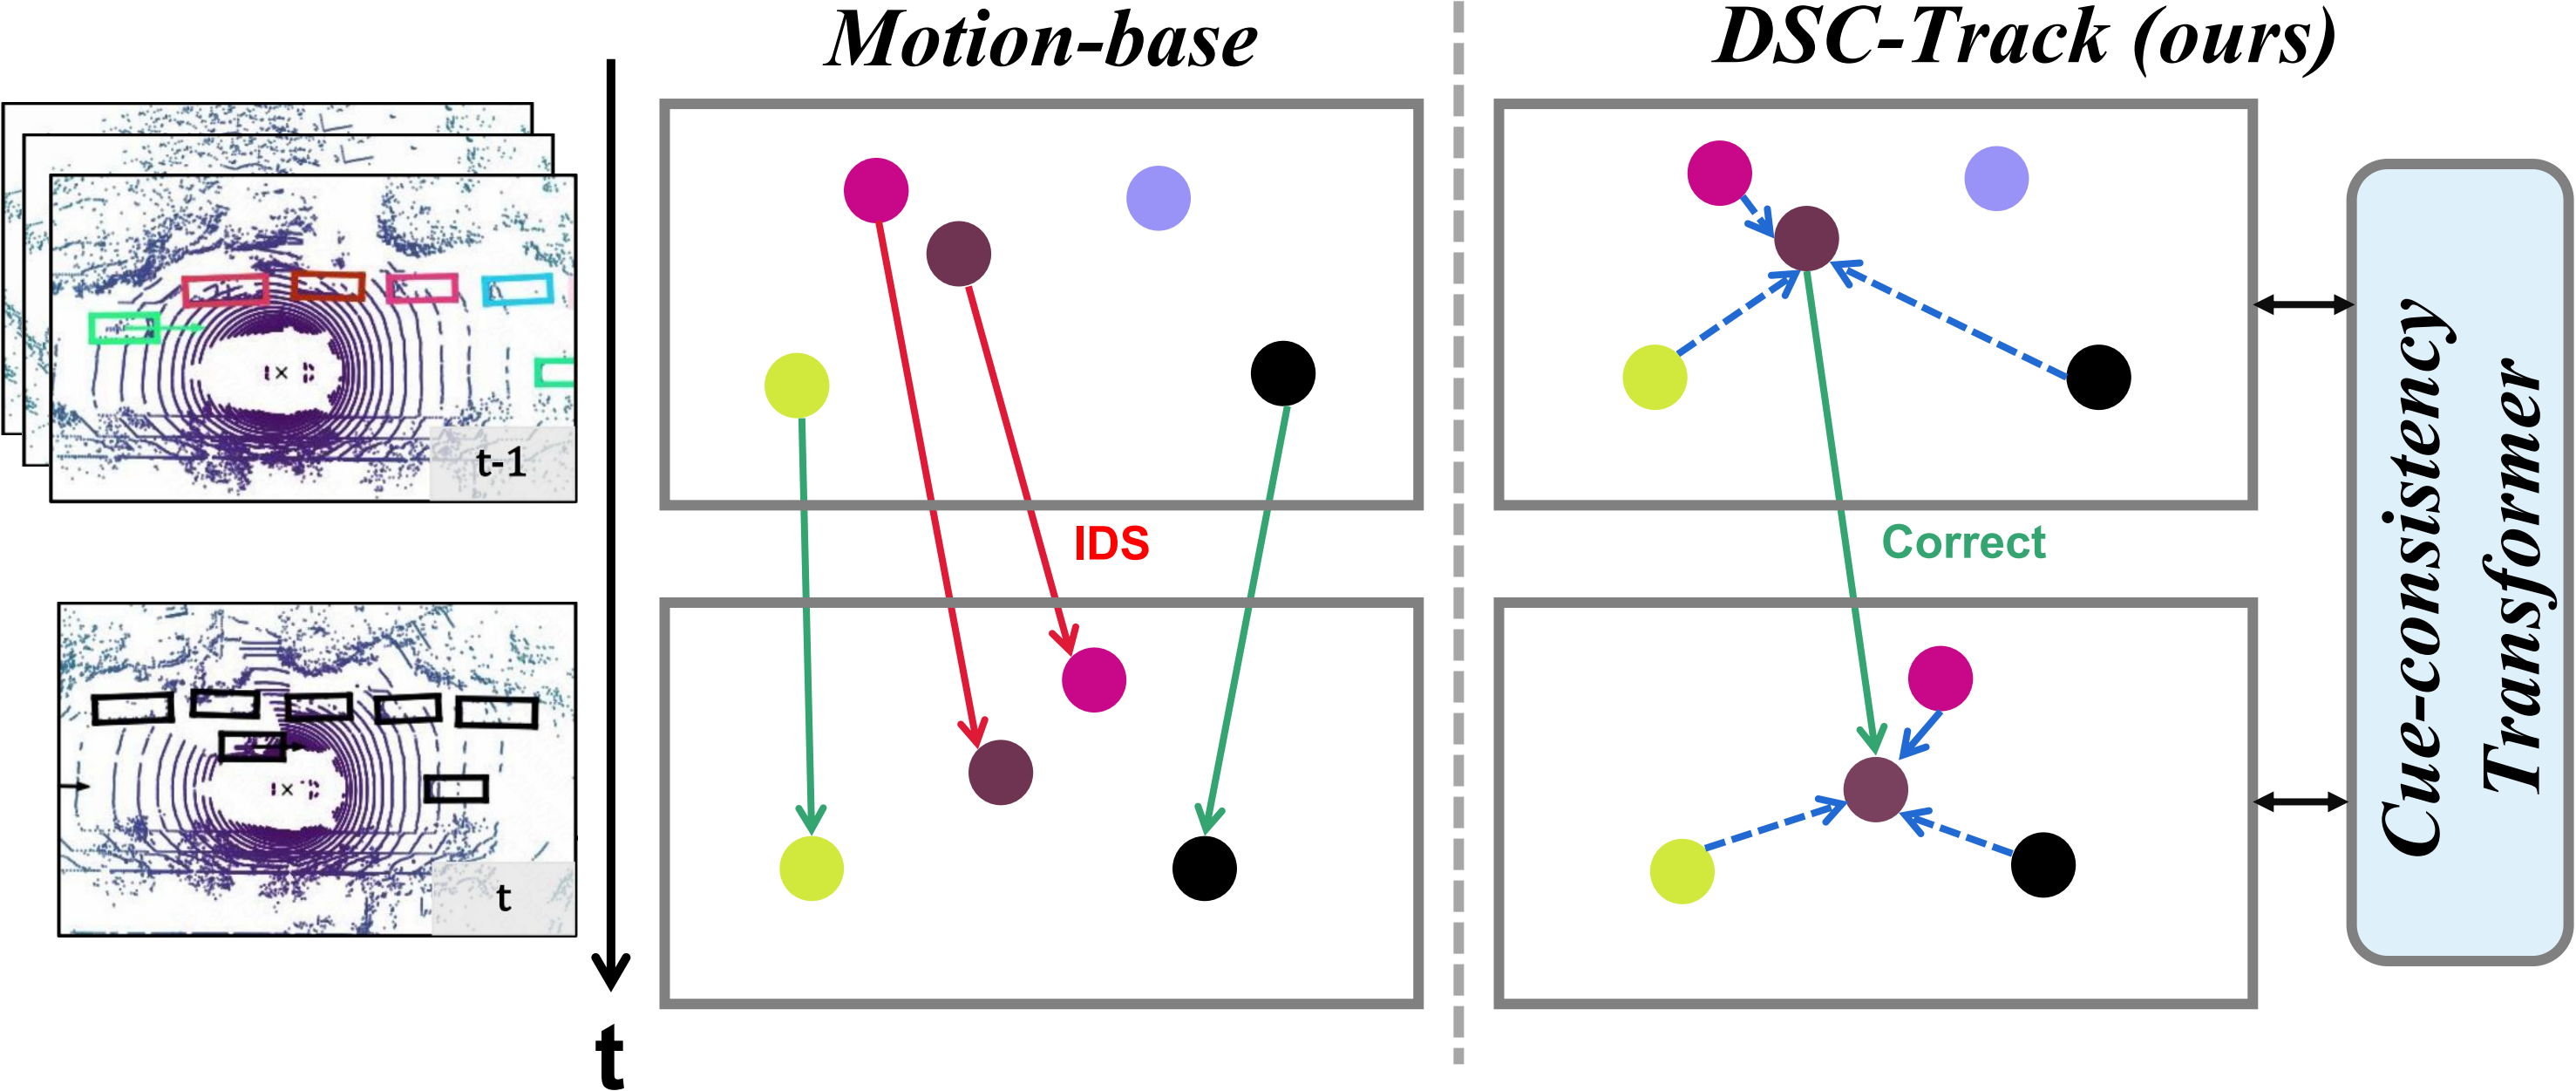 Motion-base
DSC-Track (ours)
t-1
IDS
Correct
t
t
Cue-consistency
Transformer